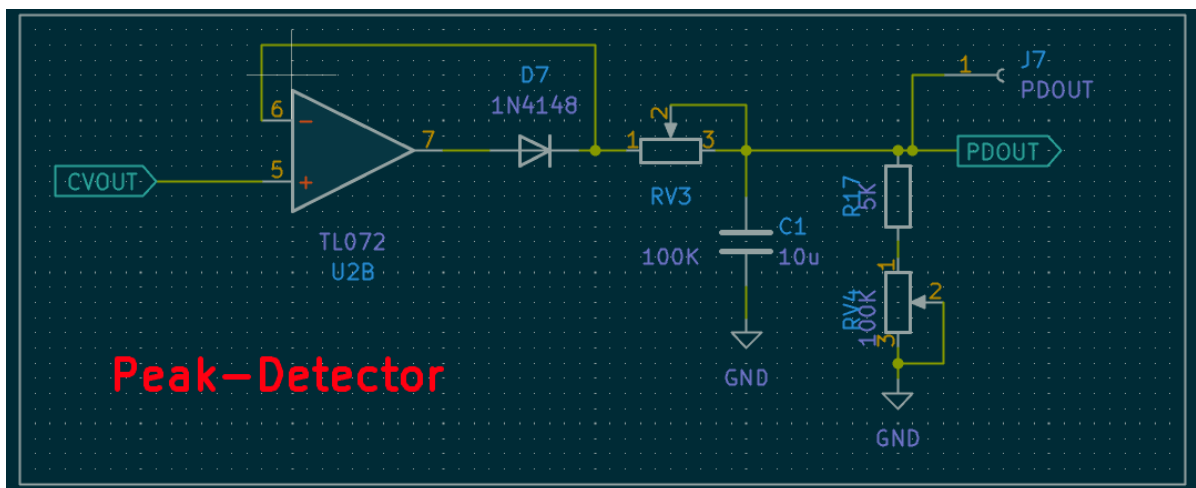 D7
1N4148
J7
1
PDOUT
6
−
7
1
2
3
PDOUT
CVOUT
5
+
RV3
R17
5K
TL072
U2B
100K
C1
10u
1
RV4
100K
2
3
Peak-Detector
GND
GND